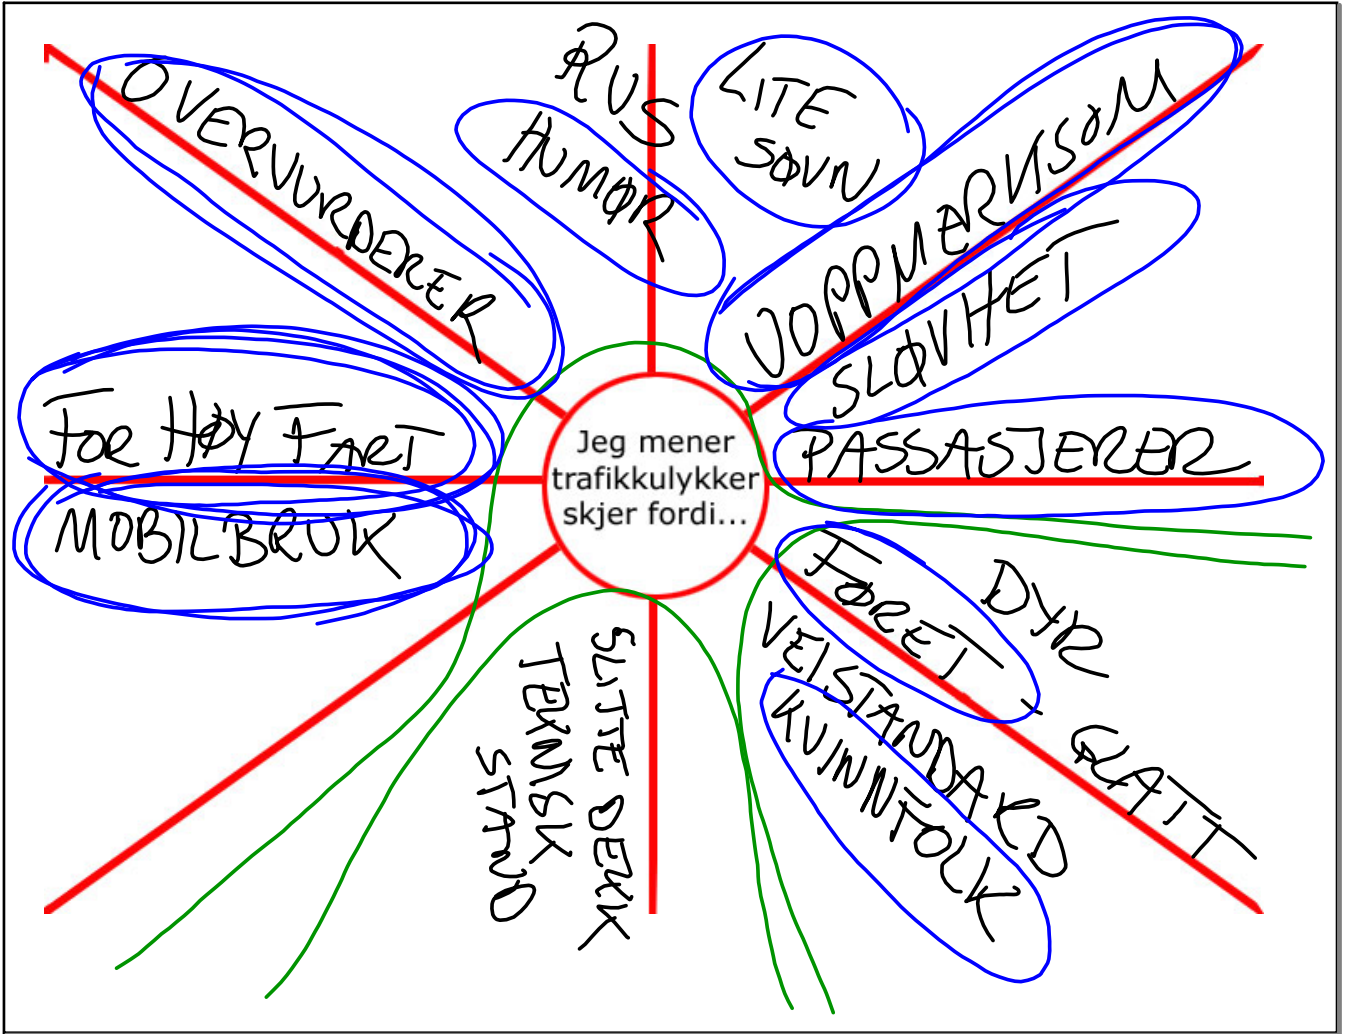 RUS
HUMØR
LITE
SØVN
UOPPMERKSOM
SLØVHET
PASSASJERER
OVERVURDERER
FOR HØY FART
MOBILBRUK
Jeg mener
trafikkulykker
skjer fordi...
FØRET - GLATT
DYR
VEISTANDARD
KVINNFOLK
SLITTE DEKK
TEKNISK
STAND